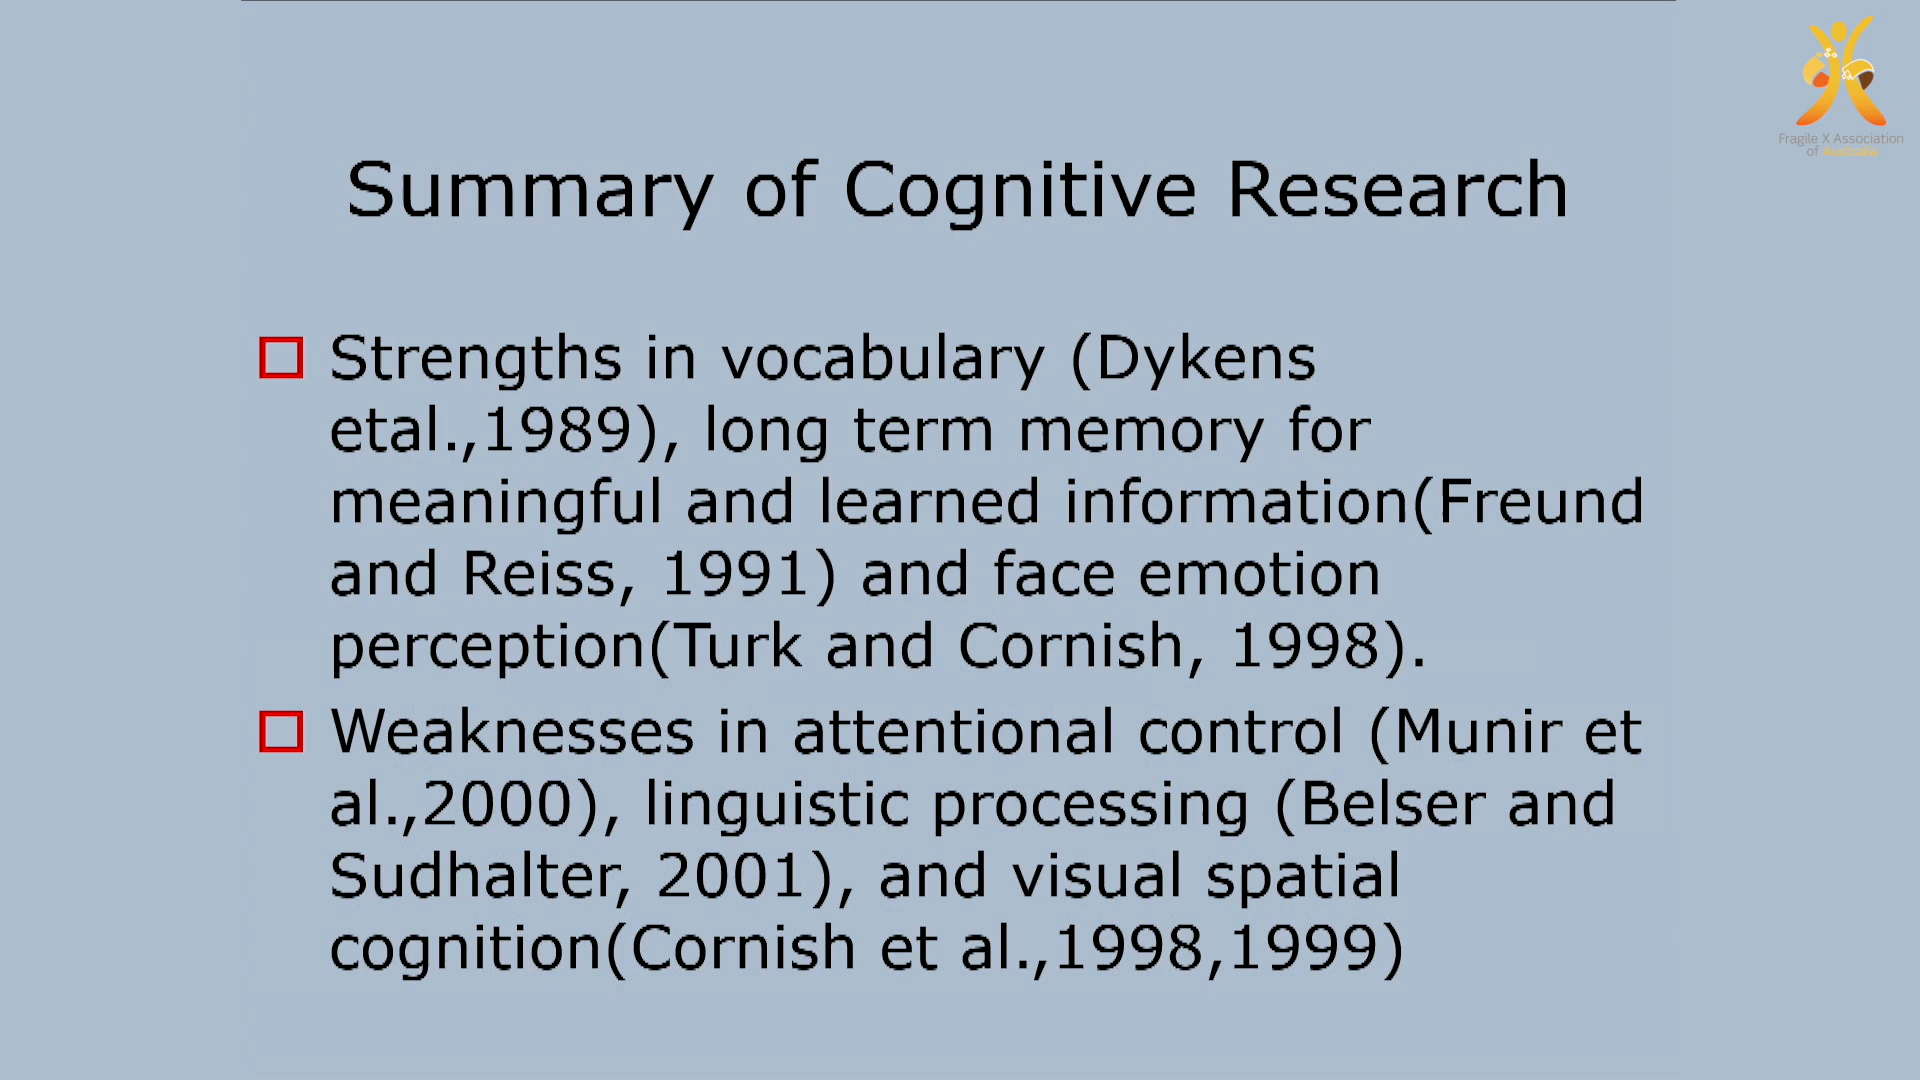 Fragile X Association
of Australia
Summary of Cognitive Research
Strengths in vocabulary (Dykens
etal.,1989), long term memory for
meaningful and learned information(Freund
and Reiss, 1991) and face emotion
perception(Turk and Cornish, 1998).
Weaknesses in attentional control (Munir et
al.,2000), linguistic processing (Belser and
Sudhalter, 2001), and visual spatial
cognition(Cornish et al.,1998,1999)